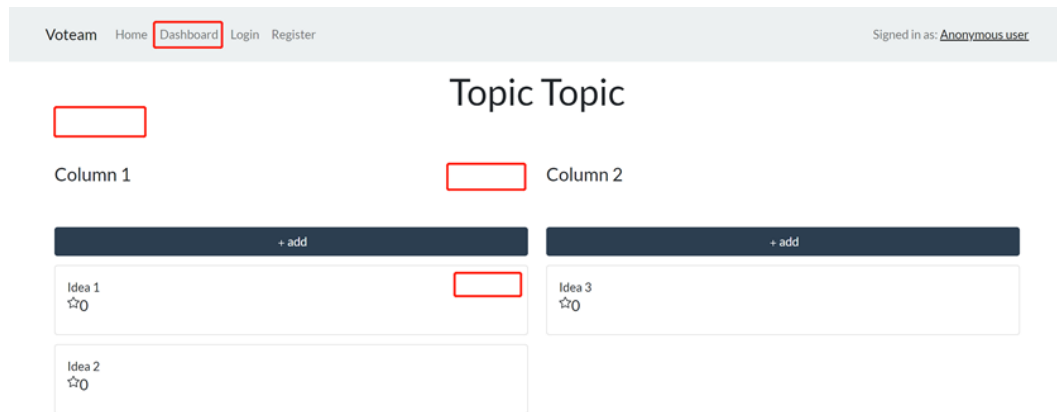 Voteam Home Dashboard Login Register Signed in as: Anonymous user
Topic Topic
Column 1 Column 2
+ add + add
Idea 1 Idea 3
0 0
Idea 2
0